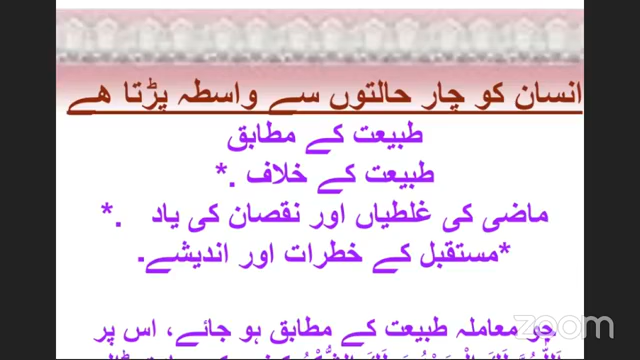 انسان کو چار حالتوں سے واسطہ پڑتا ھے
طبیعت کے مطابق
طبیعت کے خلاف .*
ماضی کی غلطیاں اور نقصان کی یاد .*
*مستقبل کے خطرات اور اندیشے۔
جو معاملہ طبیعت کے مطابق ہو جائے، اس پر
zoom